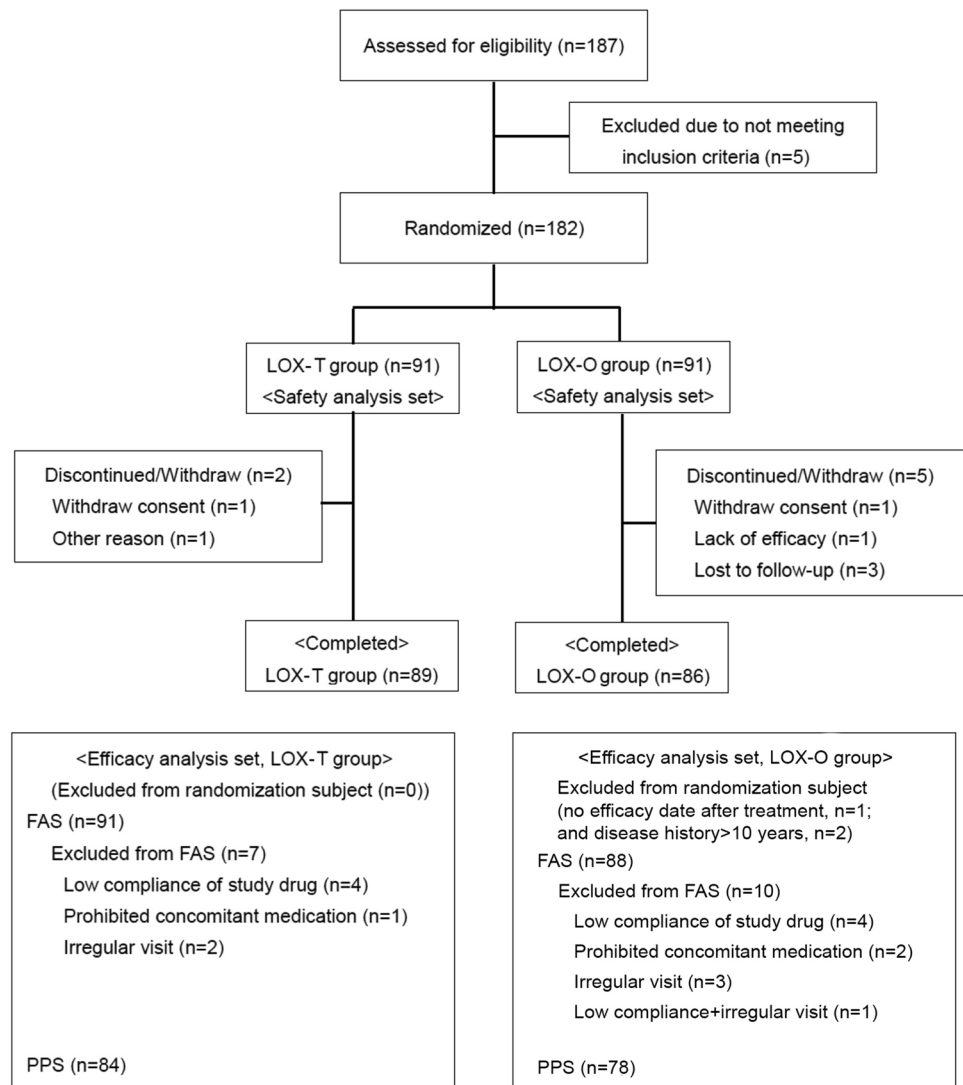 Assessed for eligibility (n=187)
Excluded due to not meeting
inclusion criteria (n=5)
Randomized (n=182)
LOX-T group (n=91)
<Safety analysis set>
LOX-O group (n=91)
<Safety analysis set>
Discontinued/Withdraw (n=2)
Withdraw consent (n=1)
Other reason (n=1)
Discontinued/Withdraw (n=5)
Withdraw consent (n=1)
Lack of efficacy (n=1)
Lost to follow-up (n=3)
<Completed>
LOX-T group (n=89)
<Completed>
LOX-O group (n=86)
<Efficacy analysis set, LOX-T group>
(Excluded from randomization subject (n=0))
FAS (n=91)
Excluded from FAS (n=7)
Low compliance of study drug (n=4)
Prohibited concomitant medication (n=1)
Irregular visit (n=2)
PPS (n=84)
<Efficacy analysis set, LOX-O group>
Excluded from randomization subject
(no efficacy date after treatment, n=1;
and disease history>10 years, n=2)
FAS (n=88)
Excluded from FAS (n=10)
Low compliance of study drug (n=4)
Prohibited concomitant medication (n=2)
Irregular visit (n=3)
Low compliance+irregular visit (n=1)
PPS (n=78)